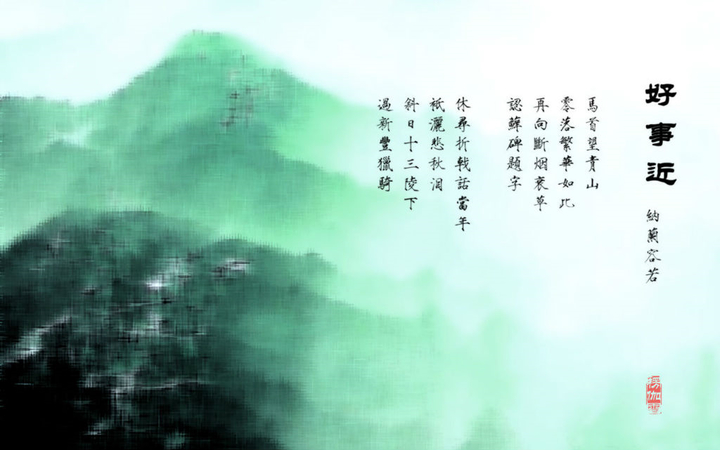 好事近
納蘭容若
馬首望青山
零落繁華如此
再向斷烟衰草
認蘚碑題字
休尋折戟話當年
衹灑悲秋泪
斜日十三陵下
過新豐獵騎